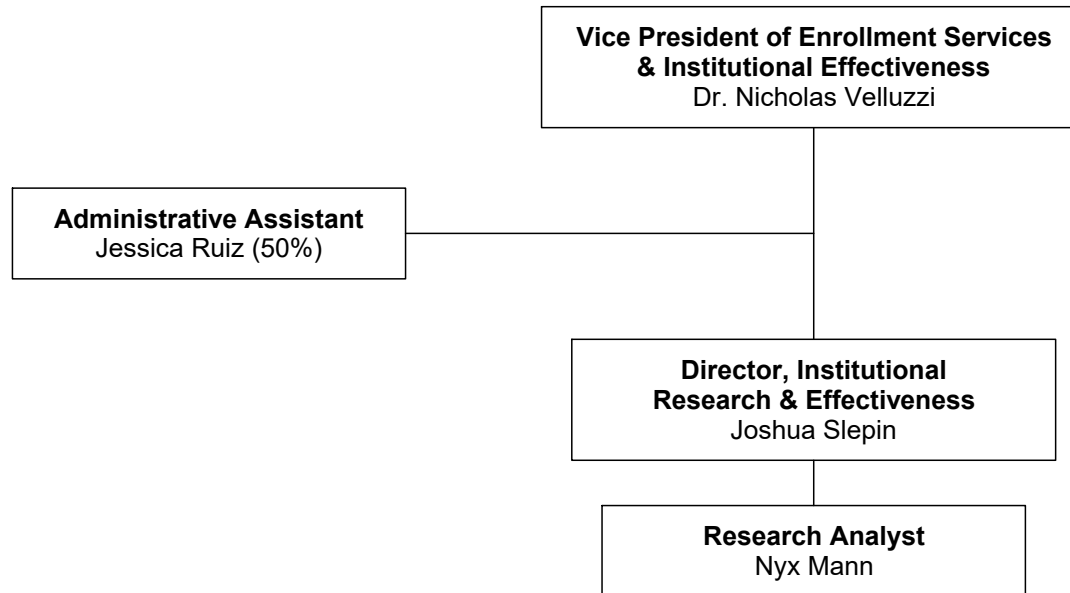 Vice President of Enrollment Services
& Institutional Effectiveness
Dr. Nicholas Velluzzi
Administrative Assistant
Jessica Ruiz (50%)
Director, Institutional
Research & Effectiveness
Joshua Slepin
Research Analyst
Nyx Mann